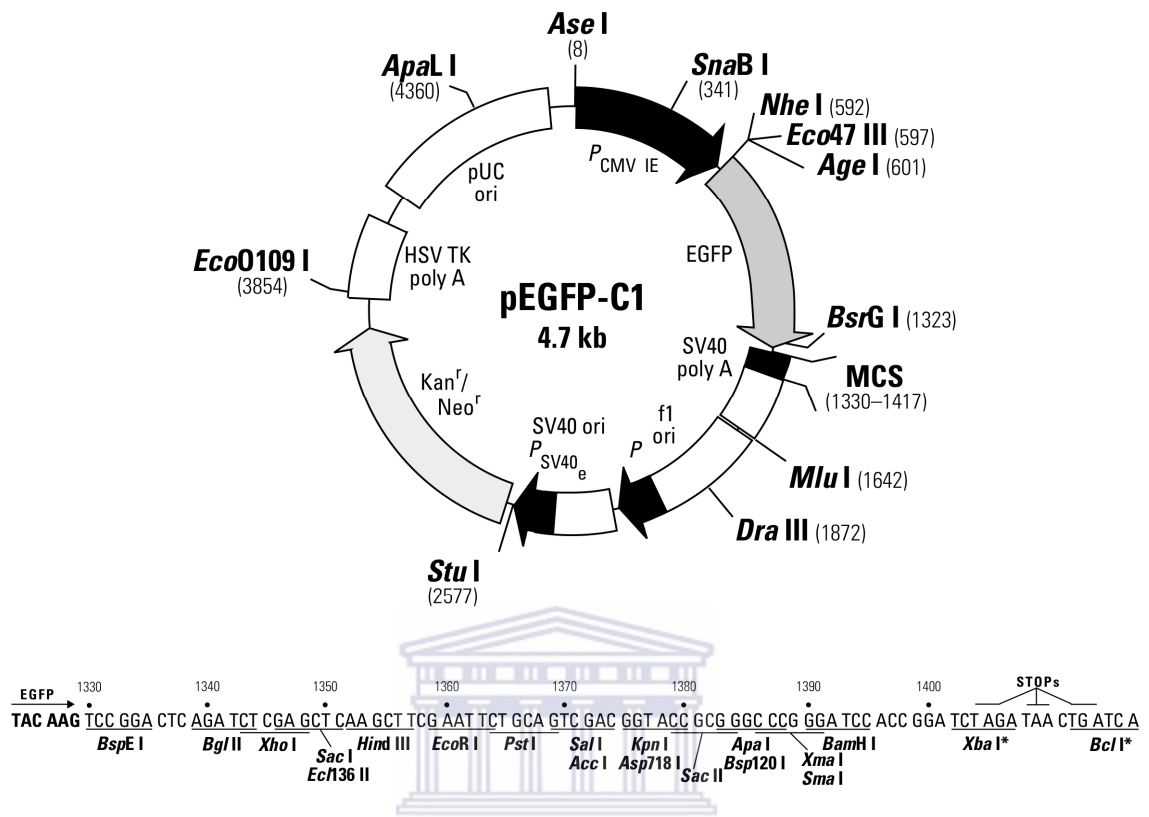 Ase I
(8)
ApaL I
(4360)
SnaB I
(341)
Nhe I (592)
Eco47 III (597)
Age I (601)
P CMV IE
pUC
ori
EGFP
HSV TK
poly A
EcoO109 I
(3854)
pEGFP-C1
4.7 kb
BsrG I (1323)
SV40
poly A
MCS
(1330–1417)
Kanr/
Neor
f1
ori
SV40 ori
P SV40e
P
Mlu I (1642)
Dra III (1872)
Stu I
(2577)
EGFP 1330 1340 1350 1360 1370 1380 1390 1400 STOPs
TAC AAG TCC GGA CTC AGA TCT CGA GCT CAA GCT TCG AAT TCT GCA GTC GAC GGT ACC GCG GGC CCG GGA TCC ACC GGA TCT AGA TAA CTG ATC A
BspE I Bgl II Xho I Hind III EcoR I Pst I Sal I Kpn I Apa I BamH I Xba I* Bcl I*
Sac I Acc I Asp718 I Bsp120 I Xma I
Ecl136 II Sac II Sma I